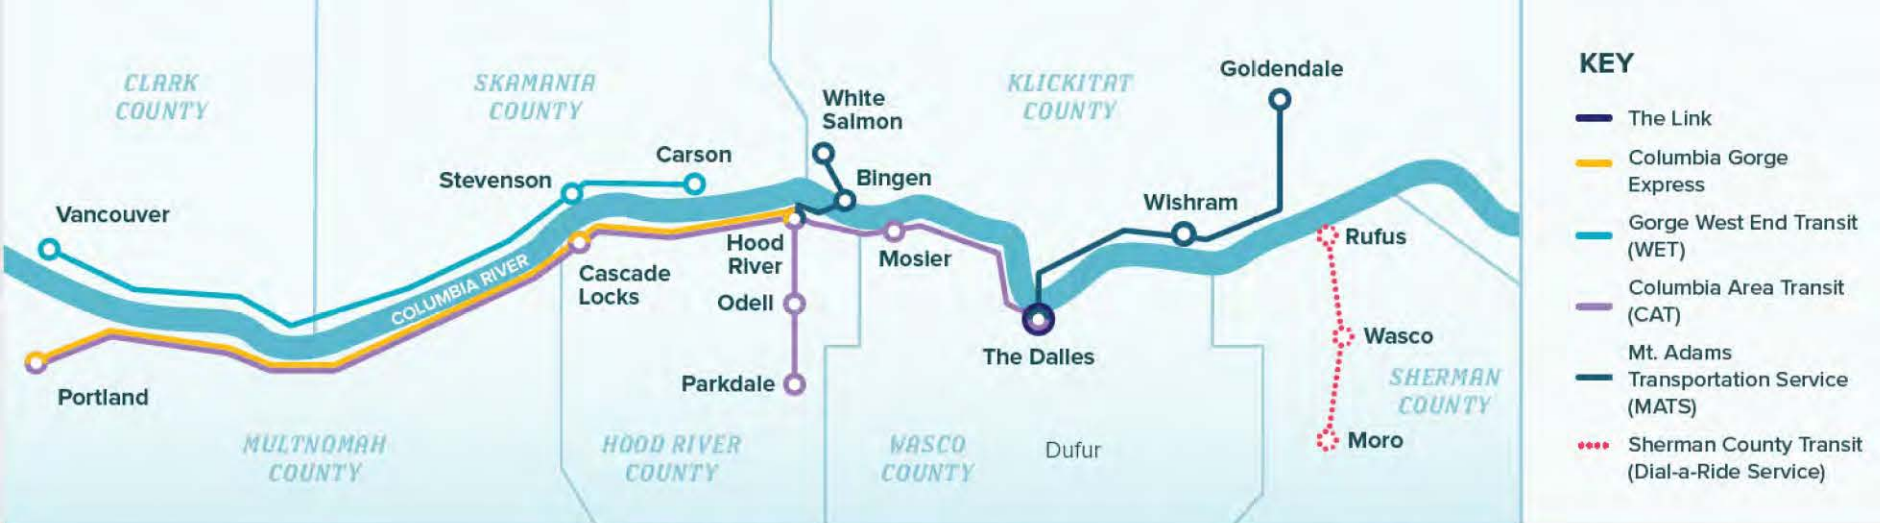 CLARK
COUNTY
SKAMANIA
COUNTY
KLICKITAT
COUNTY
Goldendale
White
Salmon
Carson
Stevenson
Bingen
Vancouver
Wishram
COLUMBIA RIVER
Hood
River
Mosier
Rufus
Cascade
Locks
Odell
The Dalles
Wasco
Portland
Parkdale
SHERMAN
COUNTY
MULTNOMAH
COUNTY
HOOD RIVER
COUNTY
WASCO
COUNTY
Dufur
Moro
KEY
The Link
Columbia Gorge
Express
Gorge West End Transit
(WET)
Columbia Area Transit
(CAT)
Mt. Adams
Transportation Service
(MATS)
Sherman County Transit
(Dial-a-Ride Service)